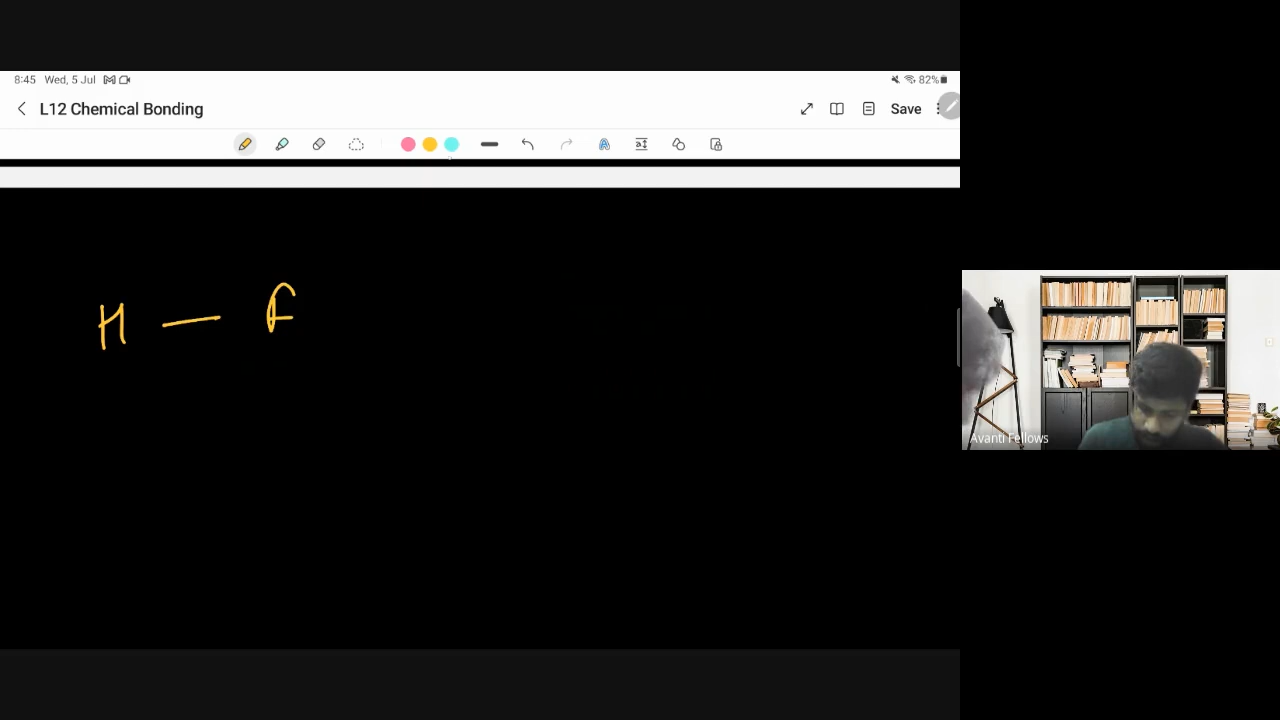 8:45 Wed, 5 Jul 82%
L12 Chemical Bonding Save
H — F
Avanti Fellows